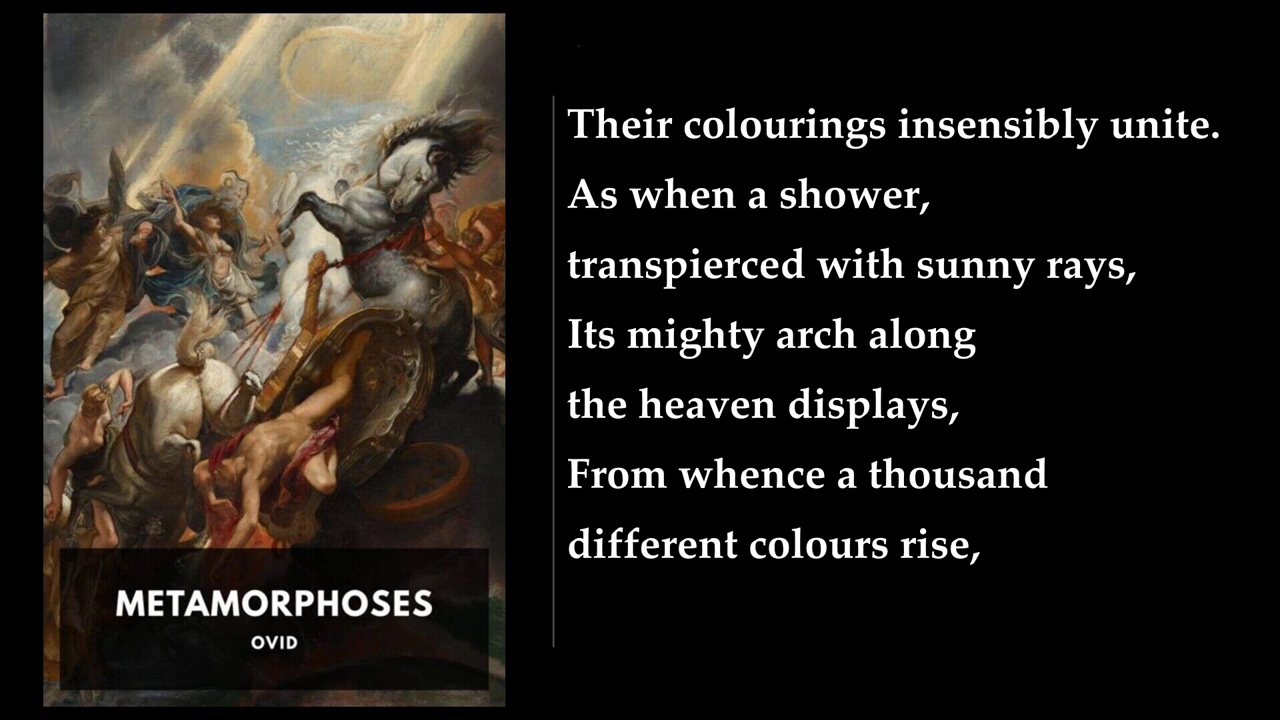 METAMORPHOSES
OVID
Their colourings insensibly unite.
As when a shower,
transpierced with sunny rays,
Its mighty arch along
the heaven displays,
From whence a thousand
different colours rise,